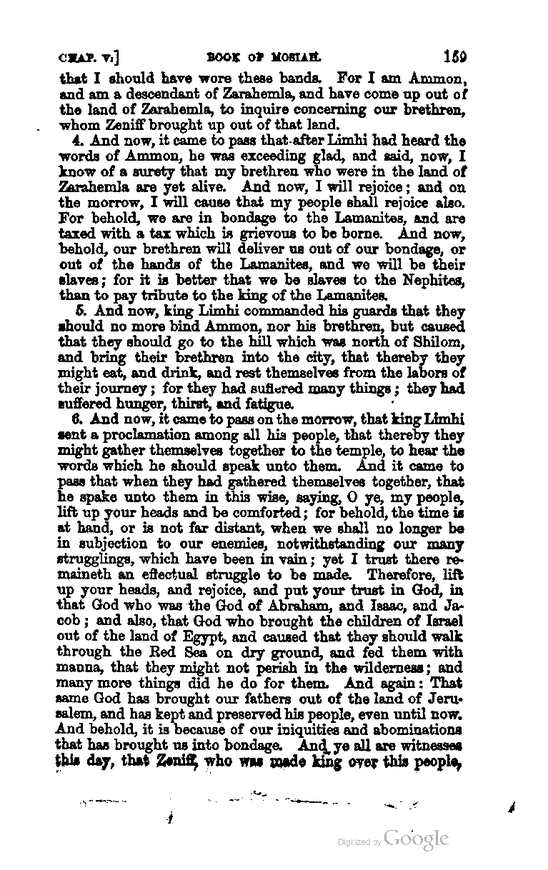 CHAP. V.] BOOK OF MOSIAH. 159
that I should have wore these bands. For I am Ammon,
and am a descendant of Zarahemla, and have come up out of
the land of Zarahemla, to inquire concerning our brethren,
whom Zeniff brought up out of that land.
4. And now, it came to pass that after Limhi had heard the
words of Ammon, he was exceeding glad, and said, now, I
know of a surety that my brethren who were in the land of
Zarahemla are yet alive. And now, I will rejoice; and on
the morrow, I will cause that my people shall rejoice also.
For behold, we are in bondage to the Lamanites, and are
taxed with a tax which is grievous to be borne. And now,
behold, our brethren will deliver us out of our bondage, or
out of the hands of the Lamanites, and we will be their
slaves; for it is better that we be slaves to the Nephites,
than to pay tribute to the king of the Lamanites.
5. And now, king Limhi commanded his guards that they
should no more bind Ammon, nor his brethren, but caused
that they should go to the hill which was north of Shilom,
and bring their brethren into the city, that thereby they
might eat, and drink, and rest themselves from the labors of
their journey; for they had suffered many things; they had
suffered hunger, thirst, and fatigue.
6. And now, it came to pass on the morrow, that king Limhi
sent a proclamation among all his people, that thereby they
might gather themselves together to the temple, to hear the
words which he should speak unto them. And it came to
pass that when they had gathered themselves together, that
he spake unto them in this wise, saying, O ye, my people,
lift up your heads and be comforted; for behold, the time is
at hand, or is not far distant, when we shall no longer be
in subjection to our enemies, notwithstanding our many
strugglings, which have been in vain; yet I trust there re-
maineth an effectual struggle to be made. Therefore, lift
up your heads, and rejoice, and put your trust in God, in
that God who was the God of Abraham, and Isaac, and Ja-
cob; and also, that God who brought the children of Israel
out of the land of Egypt, and caused that they should walk
through the Red Sea on dry ground, and fed them with
manna, that they might not perish in the wilderness; and
many more things did he do for them. And again: That
same God has brought our fathers out of the land of Jeru-
salem, and has kept and preserved his people, even until now.
And behold, it is because of our iniquities and abominations
that has brought us into bondage. And ye all are witnesses
this day, that Zeniff, who was made king over this people,
Digitized by Google